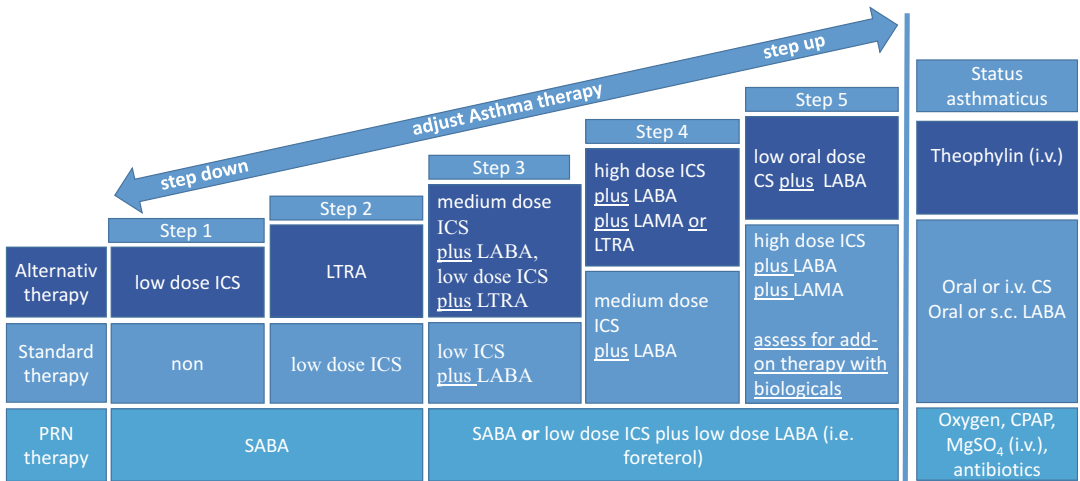 step up
adjust Asthma therapy
step down
Step 1
Step 2
Step 3
Step 4
Step 5
Status
asthmaticus
Alternativ
therapy
low dose ICS
LTRA
medium dose
ICS
plus LABA,
low dose ICS
plus LTRA
high dose ICS
plus LABA
plus LAMA or
LTRA
low oral dose
CS plus LABA
Theophylin (i.v.)
Standard
therapy
non
low dose ICS
low ICS
plus LABA
medium dose
ICS
plus LABA
high dose ICS
plus LABA
plus LAMA
assess for add-
on therapy with
biologicals
Oral or i.v. CS
Oral or s.c. LABA
PRN
therapy
SABA
SABA or low dose ICS plus low dose LABA (i.e.
foreterol)
Oxygen, CPAP,
MgSO₄ (i.v.),
antibiotics